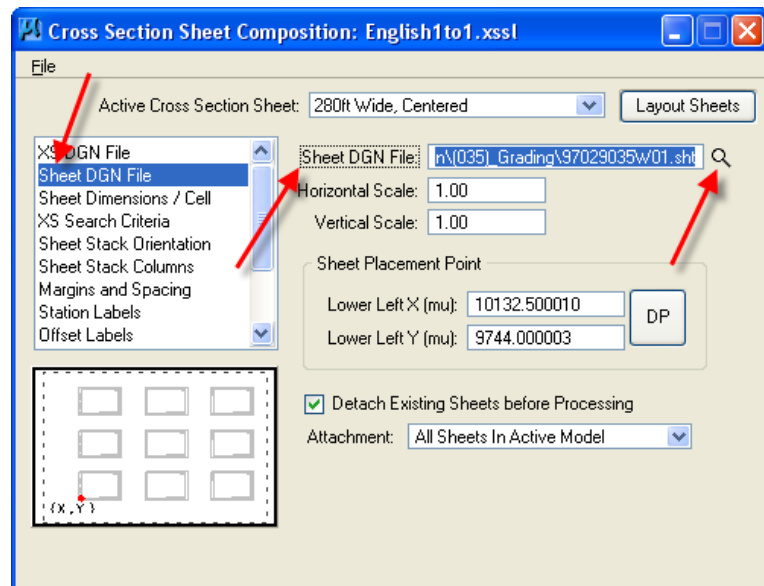 Cross Section Sheet Composition: English1to1.xssl
File
Active Cross Section Sheet: 280ft Wide, Centered Layout Sheets
XS DGN File
Sheet DGN File
Sheet Dimensions / Cell
XS Search Criteria
Sheet Stack Orientation
Sheet Stack Columns
Margins and Spacing
Station Labels
Offset Labels
Sheet DGN File: n\(035)_Grading\97029035W01.sht
Horizontal Scale: 1.00
Vertical Scale: 1.00
Sheet Placement Point
Lower Left X (mu): 10132.500010
Lower Left Y (mu): 9744.000003
DP
Detach Existing Sheets before Processing
Attachment: All Sheets In Active Model
(X,Y)